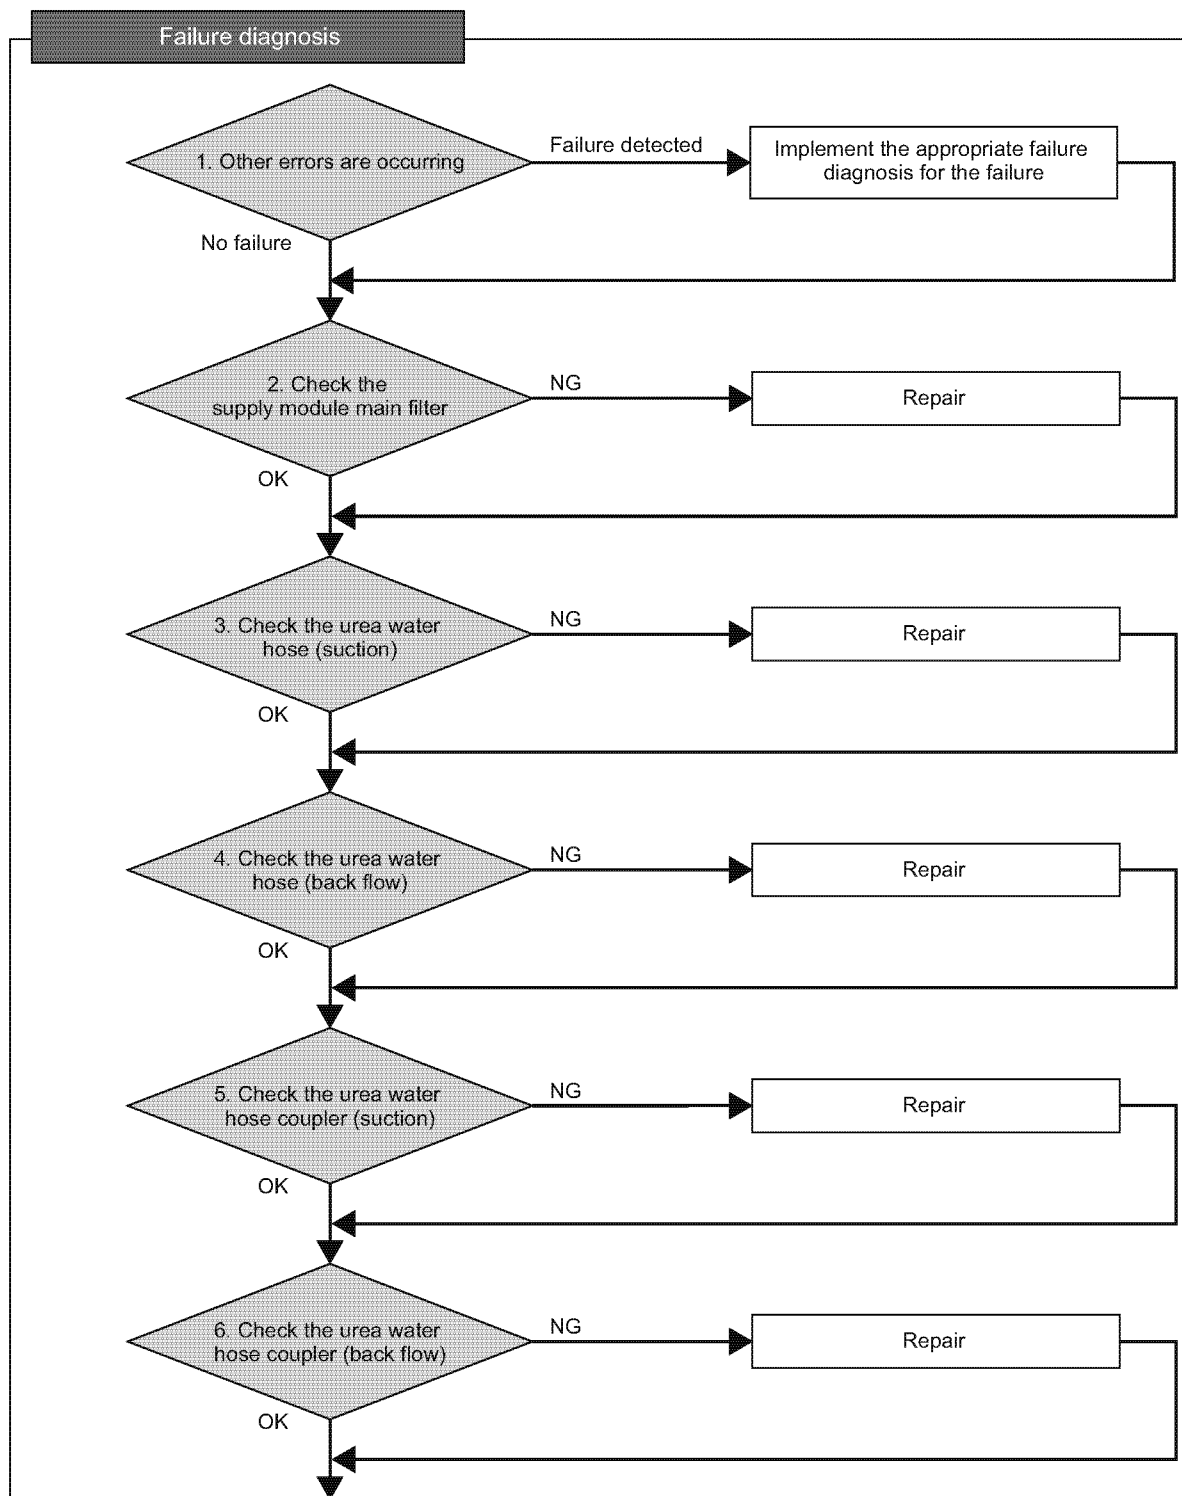 Failure diagnosis
1. Other errors are occurring
Failure detected
Implement the appropriate failure
diagnosis for the failure
No failure
2. Check the
supply module main filter
NG
Repair
OK
3. Check the urea water
hose (suction)
NG
Repair
OK
4. Check the urea water
hose (back flow)
NG
Repair
OK
5. Check the urea water
hose coupler (suction)
NG
Repair
OK
6. Check the urea water
hose coupler (back flow)
NG
Repair
OK